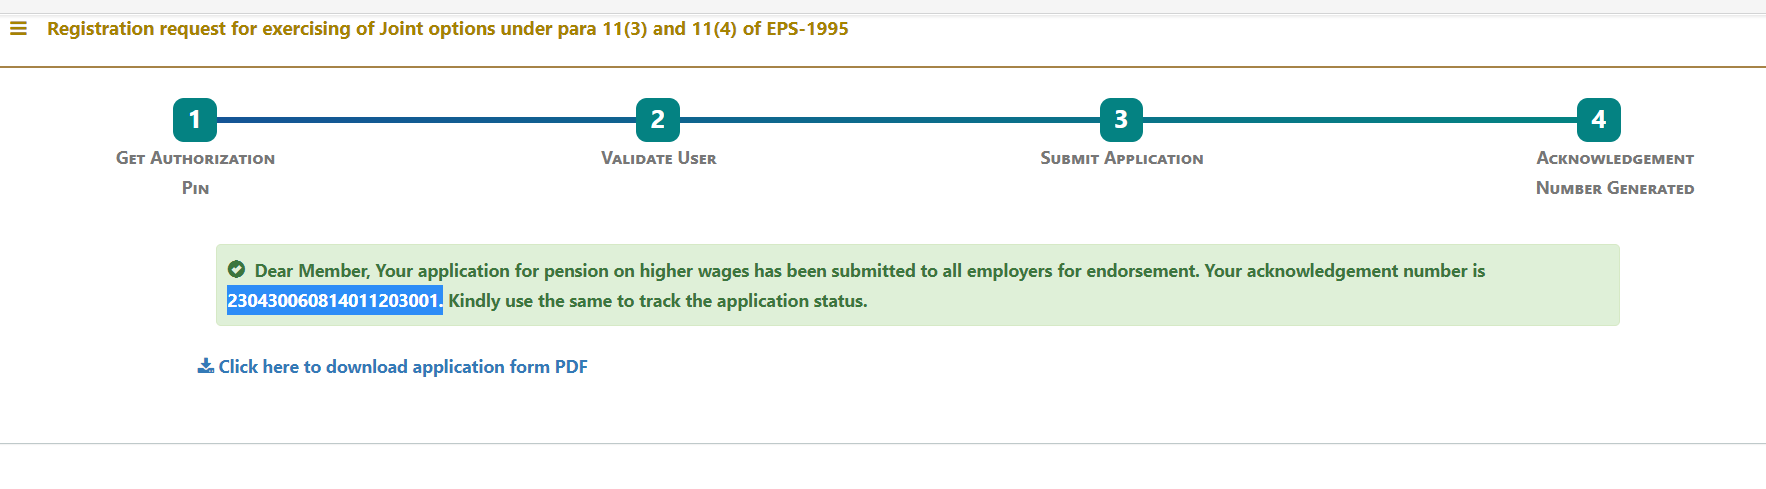 Registration request for exercising of Joint options under para 11(3) and 11(4) of EPS-1995
1
2
3
4
Get Authorization
Pin
Validate User
Submit Application
Acknowledgement
Number Generated
Dear Member, Your application for pension on higher wages has been submitted to all employers for endorsement. Your acknowledgement number is
230430060814011203001. Kindly use the same to track the application status.
Click here to download application form PDF